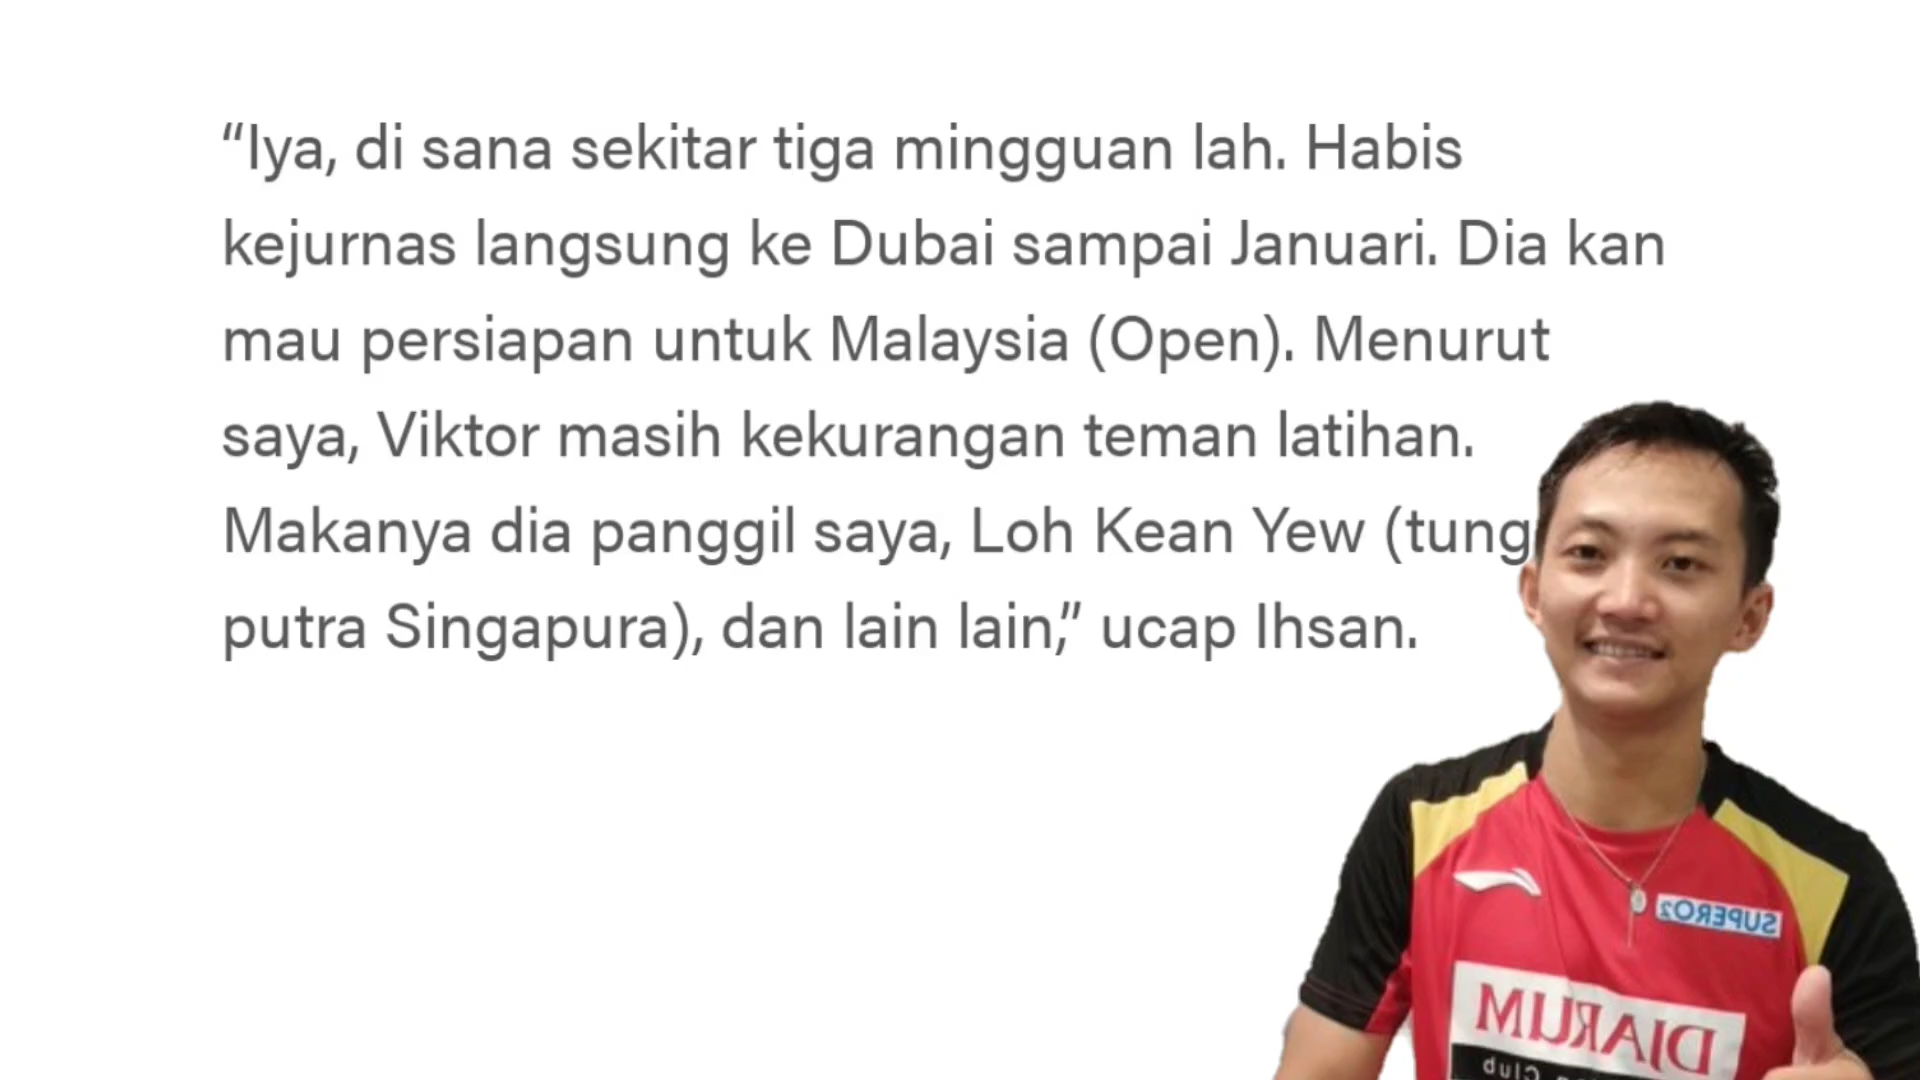 “Iya, di sana sekitar tiga mingguan lah. Habis
kejurnas langsung ke Dubai sampai Januari. Dia kan
mau persiapan untuk Malaysia (Open). Menurut
saya, Viktor masih kekurangan teman latihan.
Makanya dia panggil saya, Loh Kean Yew (tung
putra Singapura), dan lain lain,” ucap Ihsan.
SUPERO2
DJARUM
Club